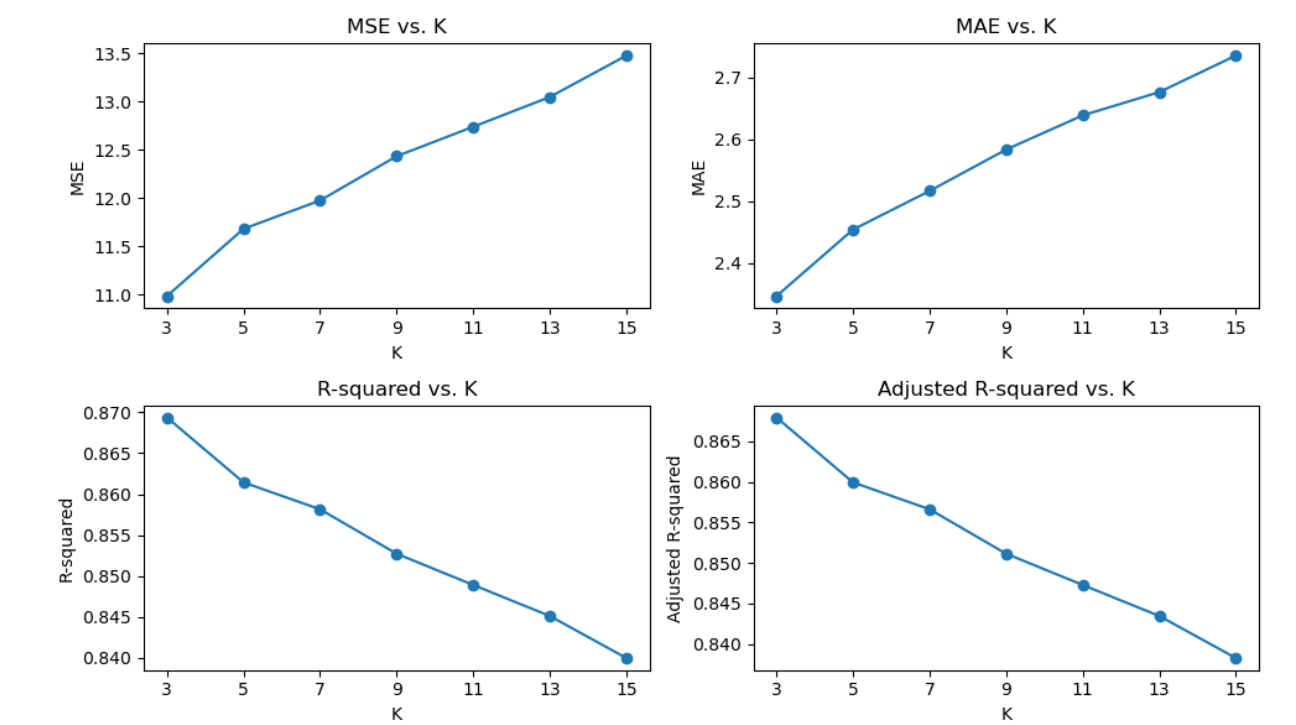 MSE vs. K
13.5
13.0
12.5
12.0
11.5
11.0
MSE
3 5 7 9 11 13 15
K
MAE vs. K
2.7
2.6
2.5
2.4
MAE
3 5 7 9 11 13 15
K
R-squared vs. K
0.870
0.865
0.860
0.855
0.850
0.845
0.840
R-squared
3 5 7 9 11 13 15
K
Adjusted R-squared vs. K
0.865
0.860
0.855
0.850
0.845
0.840
Adjusted R-squared
3 5 7 9 11 13 15
K